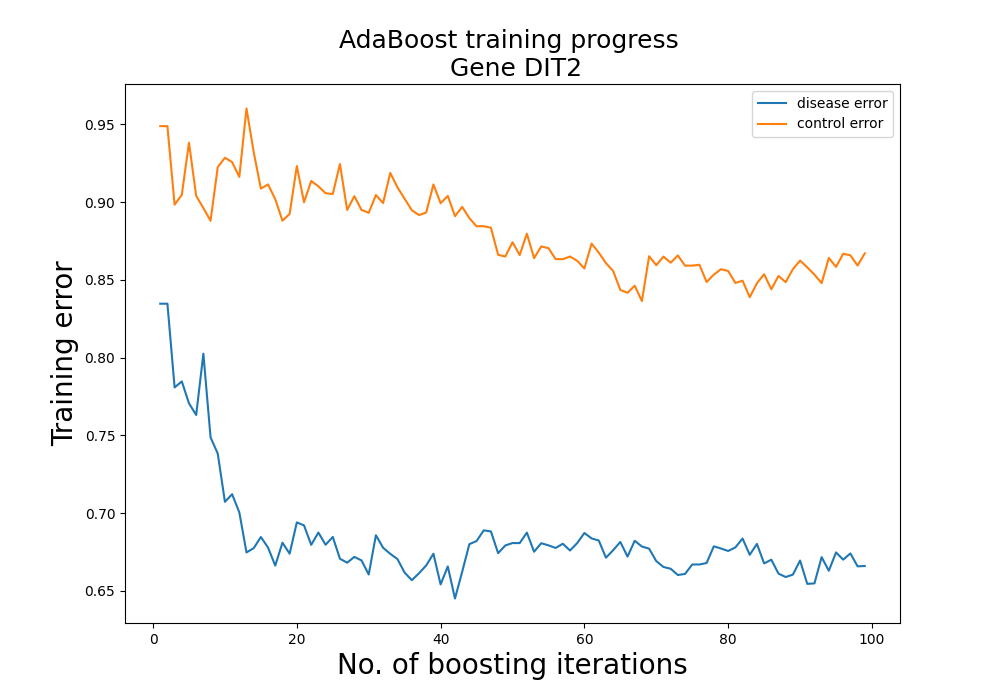 AdaBoost training progress
Gene DIT2
disease error
control error
Training error
0.95
0.90
0.85
0.80
0.75
0.70
0.65
0 20 40 60 80 100
No. of boosting iterations